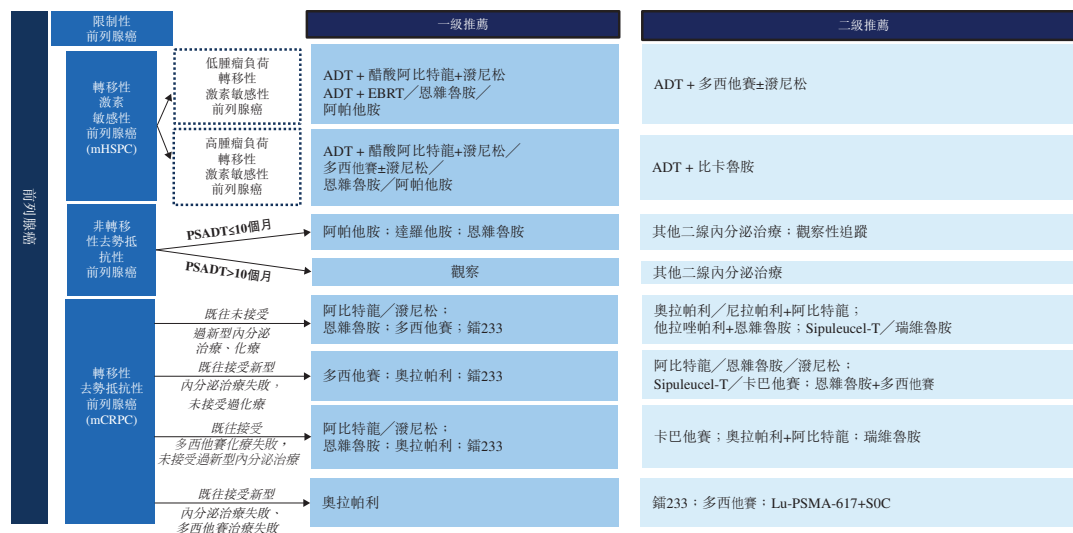 前列腺癌
限制性
前列腺癌
一級推薦
二級推薦
轉移性
激素
敏感性
前列腺癌
(mHSPC)
低腫瘤負荷
轉移性
激素敏感性
前列腺癌
ADT + 醋酸阿比特龍+潑尼松
ADT + EBRT／恩雜魯胺／
阿帕他胺
ADT + 多西他賽±潑尼松
高腫瘤負荷
轉移性
激素敏感性
前列腺癌
ADT + 醋酸阿比特龍+潑尼松／
多西他賽±潑尼松／
恩雜魯胺／阿帕他胺
ADT + 比卡魯胺
非轉移
性去勢抵
抗性
前列腺癌
PSADT≤10個月
阿帕他胺；達羅他胺；恩雜魯胺
其他二線內分泌治療；觀察性追蹤
PSADT>10個月
觀察
其他二線內分泌治療
轉移性
去勢抵抗性
前列腺癌
(mCRPC)
既往未接受
過新型內分泌
治療、化療
阿比特龍／潑尼松；
恩雜魯胺；多西他賽；鐳233
奧拉帕利／尼拉帕利+阿比特龍；
他拉唑帕利+恩雜魯胺；Sipuleucel-T／瑞維魯胺
既往接受新型
內分泌治療失敗，
未接受過化療
多西他賽；奧拉帕利；鐳233
阿比特龍／恩雜魯胺／潑尼松；
Sipuleucel-T／卡巴他賽；恩雜魯胺+多西他賽
既往接受
多西他賽化療失敗，
未接受過新型內分泌治療
阿比特龍／潑尼松；
恩雜魯胺；奧拉帕利；鐳233
卡巴他賽；奧拉帕利+阿比特龍；瑞維魯胺
既往接受新型
內分泌治療失敗、
多西他賽治療失敗
奧拉帕利
鐳233；多西他賽；Lu-PSMA-617+S0C